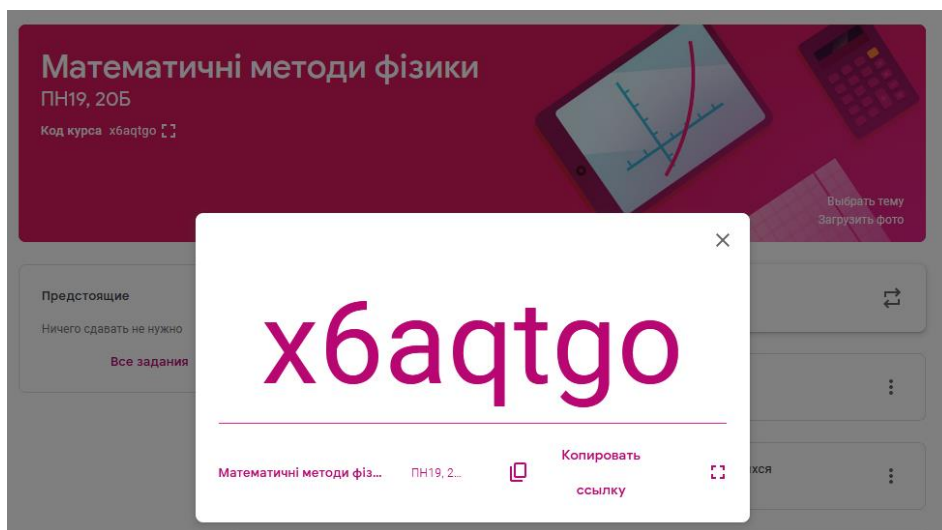 Математичні методи фізики
ПН19, 20Б
Код курса x6aqtgo
Выбрать тему
Загрузить фото
Предстоящие
Ничего сдавать не нужно
Все задания
x6aqtgo
Математичні методи фіз...
ПН19, 2...
Копировать
ссылку
хся